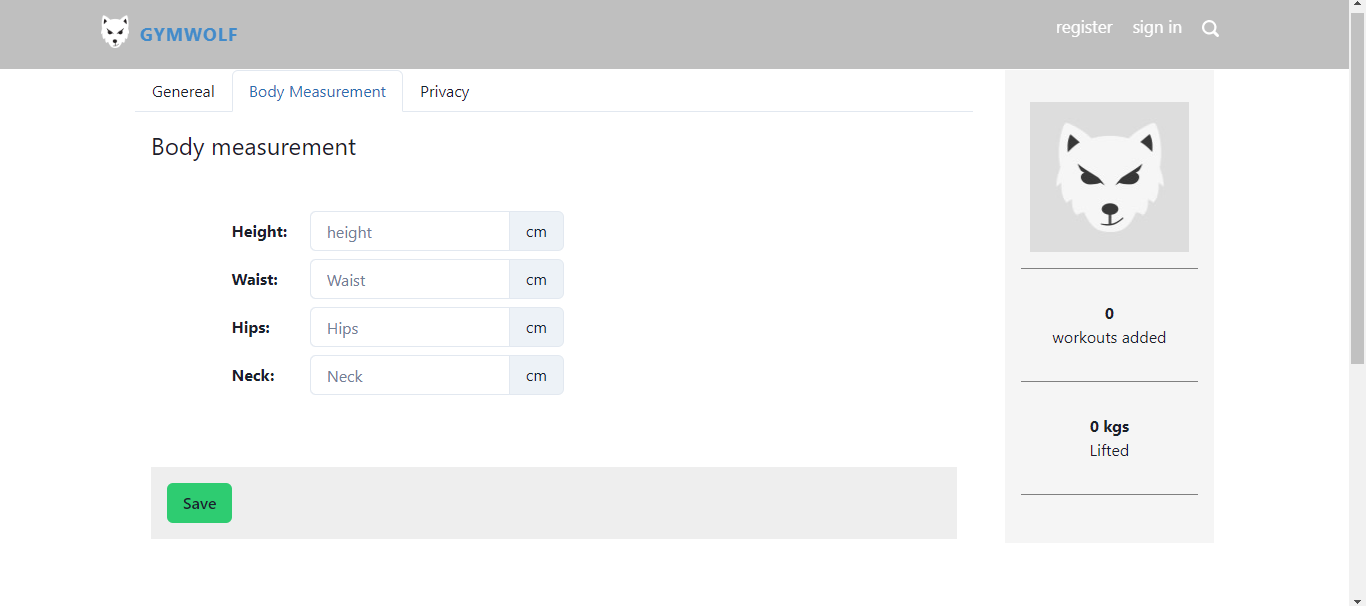 GYMWOLF
register sign in
Genereal Body Measurement Privacy
Body measurement
Height: height cm
Waist: Waist cm
Hips: Hips cm
Neck: Neck cm
Save
0
workouts added
0 kgs
Lifted